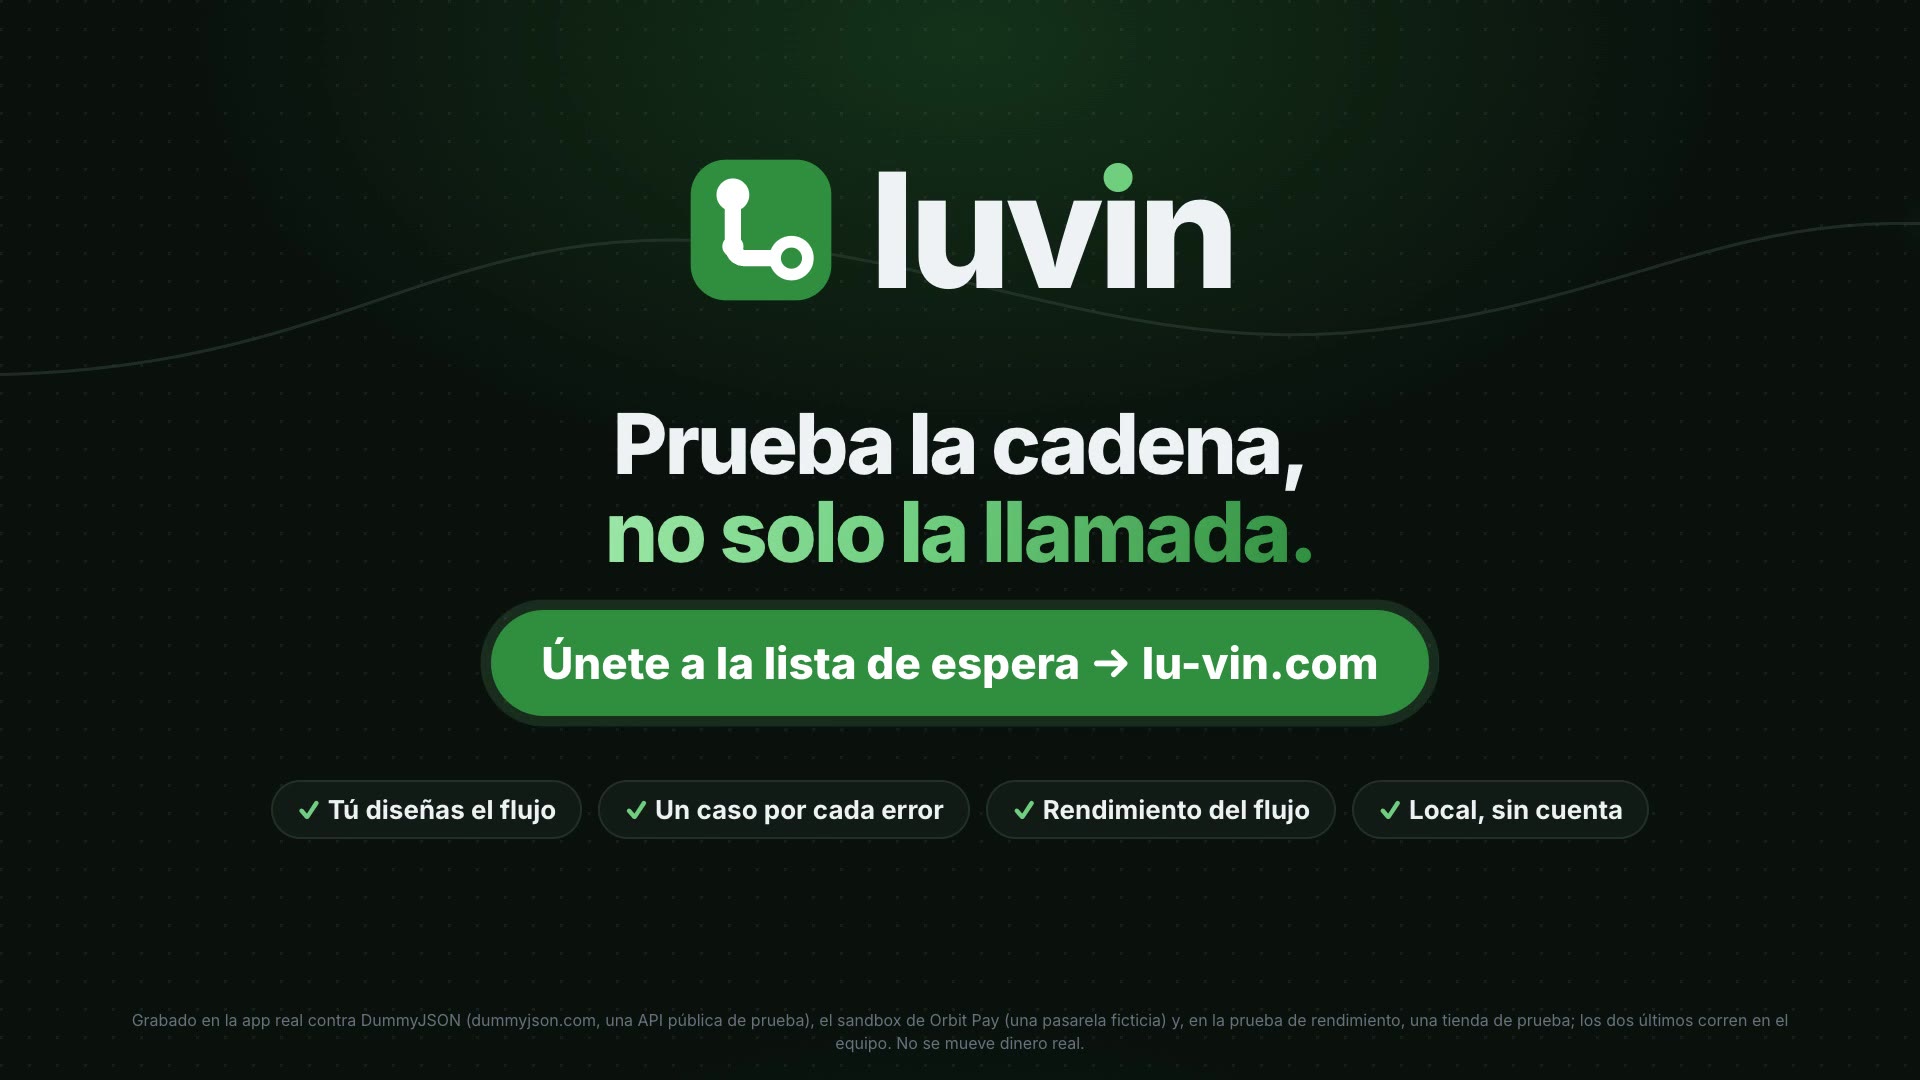 luvin
Prueba la cadena,
no solo la llamada.
Únete a la lista de espera → lu-vin.com
✓ Tú diseñas el flujo
✓ Un caso por cada error
✓ Rendimiento del flujo
✓ Local, sin cuenta
Grabado en la app real contra DummyJSON (dummyjson.com, una API pública de prueba), el sandbox de Orbit Pay (una pasarela ficticia) y, en la prueba de rendimiento, una tienda de prueba; los dos últimos corren en el
equipo. No se mueve dinero real.